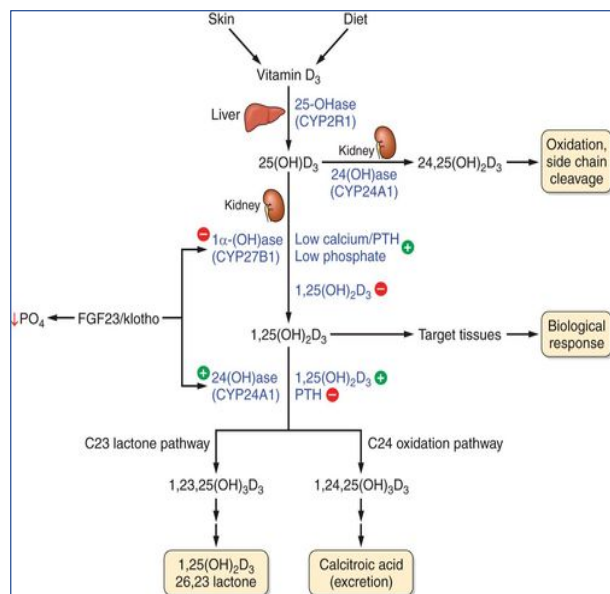 Skin
Diet
Vitamin D₃
Liver
25-OHase
(CYP2R1)
Kidney
25(OH)D₃
24(OH)ase
(CYP24A1)
24,25(OH)₂D₃
Oxidation,
side chain
cleavage
Kidney
1α-(OH)ase
(CYP27B1)
Low calcium/PTH
Low phosphate
1,25(OH)₂D₃
↓PO₄
FGF23/klotho
1,25(OH)₂D₃
Target tissues
Biological
response
24(OH)ase
(CYP24A1)
1,25(OH)₂D₃
PTH
C23 lactone pathway
C24 oxidation pathway
1,23,25(OH)₃D₃
1,24,25(OH)₃D₃
1,25(OH)₂D₃
26,23 lactone
Calcitroic acid
(excretion)